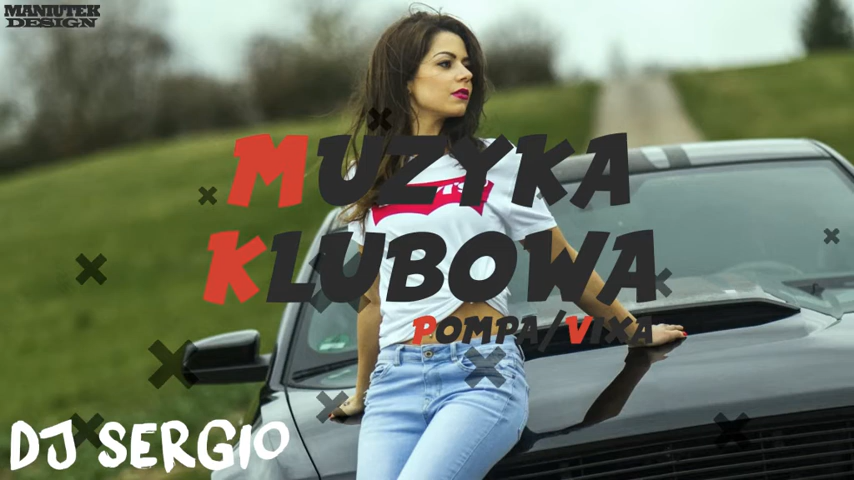 MANIUTEK
DESIGN
MUZYKA
KLUBOWA
POMPA/VIXA
DJ SERGIO